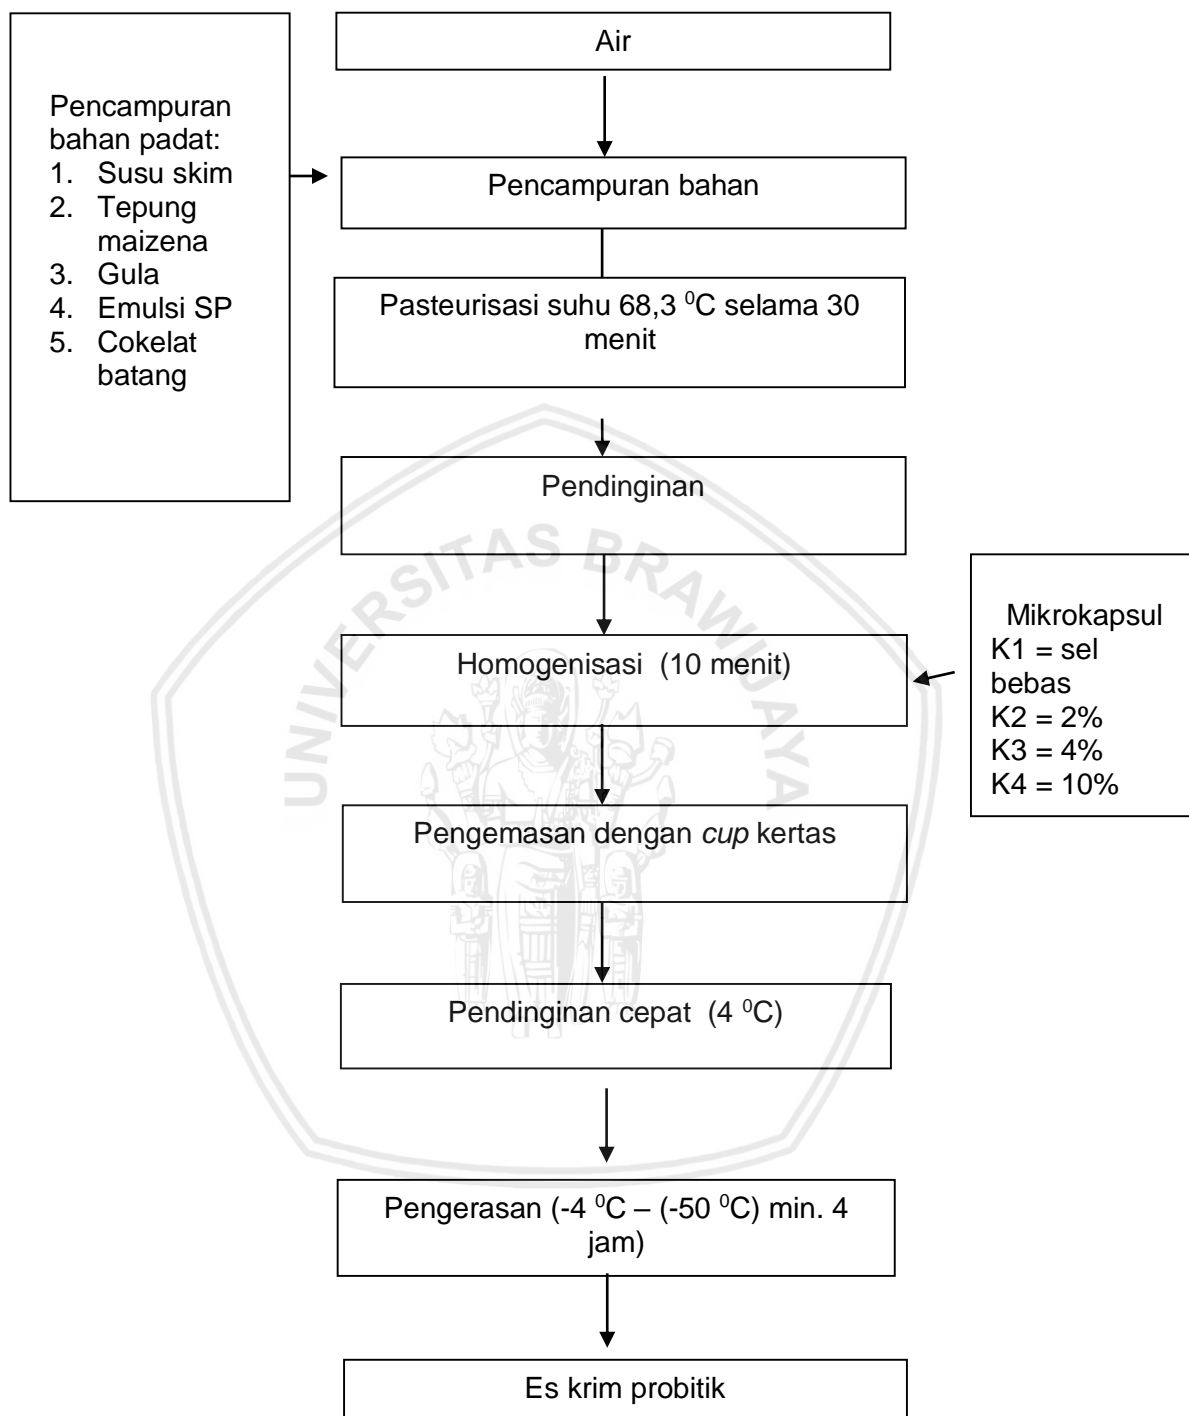 Air
Pencampuran
bahan padat:
1. Susu skim
2. Tepung
maizena
3. Gula
4. Emulsi SP
5. Cokelat
batang
Pencampuran bahan
Pasteurisasi suhu 68,3 ⁰C selama 30
menit
Pendinginan
UNIVERSITAS BRAWIJAYA
Homogenisasi (10 menit)
Mikrokapsul
K1 = sel
bebas
K2 = 2%
K3 = 4%
K4 = 10%
Pengemasan dengan cup kertas
Pendinginan cepat (4 ⁰C)
Pengerasan (-4 ⁰C – (-50 ⁰C) min. 4
jam)
Es krim probitik